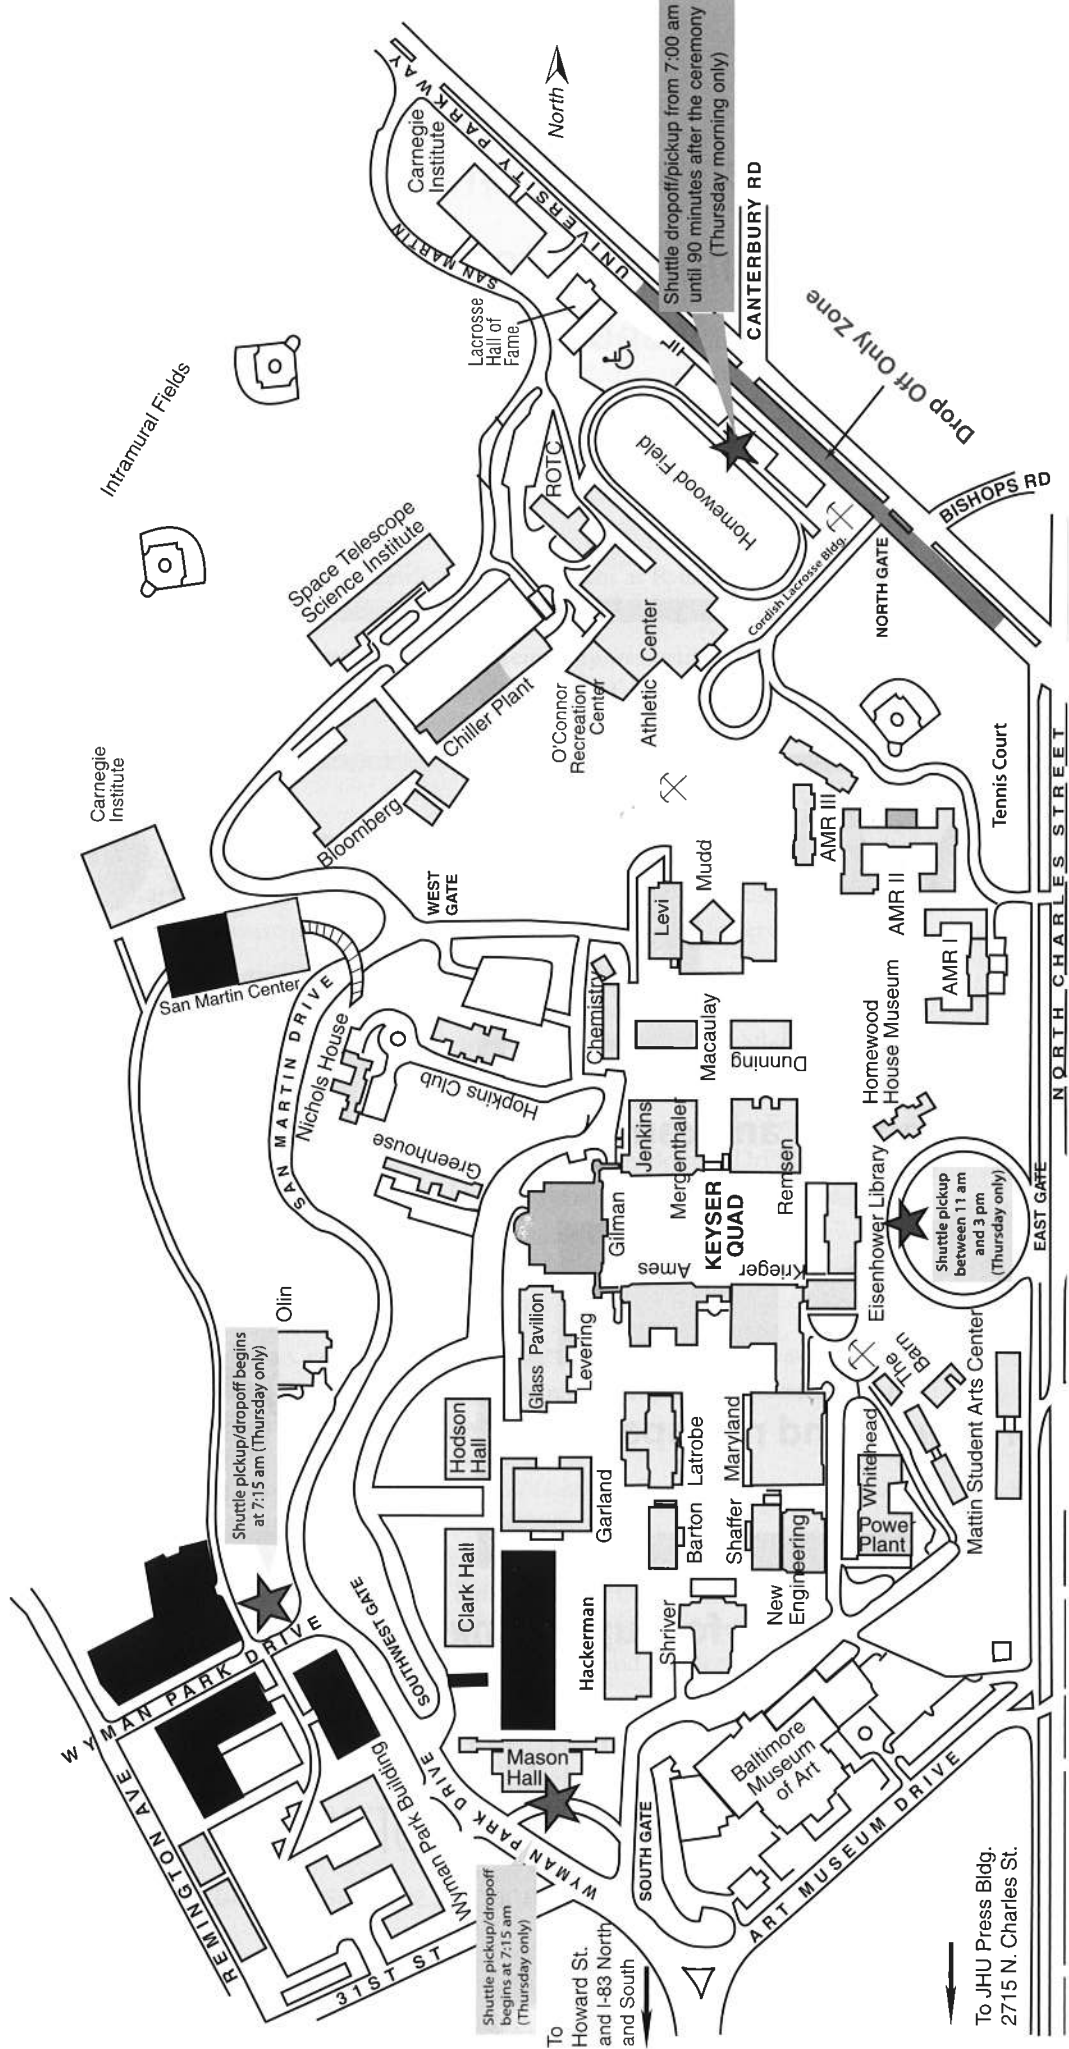 Carnegie
Institute
UNIVERSITY PARKWAY
North
Shuttle dropoff/pickup from 7:00 am
until 90 minutes after the ceremony
(Thursday morning only)
CANTERBURY RD
Drop Off Only Zone
BISHOPS RD
SAN MARTIN
Lacrosse
Hall of
Fame
Intramural Fields
Homewood Field
ROTC
Space Telescope
Science Institute
Cordish Lacrosse Bldg.
NORTH GATE
Athletic Center
O'Connor
Recreation
Center
Chiller Plant
Bloomberg
Carnegie
Institute
WEST
GATE
San Martin Center
SAN MARTIN DRIVE
Nichols House
Hopkins Club
Greenhouse
Chemistry
Levi
Mudd
Macaulay
Dunning
AMR III
AMR II
AMR I
Tennis Court
NORTH CHARLES STREET
Homewood
House Museum
Jenkins
Mergenthaler
Remsen
KEYSER
QUAD
Gilman
Ames
Krieger
Eisenhower Library
Shuttle pickup
between 11 am
and 3 pm
(Thursday only)
EAST GATE
Olin
Shuttle pickup/dropoff begins
at 7:15 am (Thursday only)
Glass Pavilion
Levering
Hodson
Hall
Garland
Latrobe
Maryland
The
Barn
Whitehead
Mattin Student Arts Center
Clark Hall
Barton
Shaffer
New
Engineering
Power
Plant
Hackerman
Shriver
SOUTHWEST GATE
WYMAN PARK DRIVE
REMINGTON AVE
Wyman Park Building
WYMAN PARK DRIVE
Mason
Hall
31ST ST
Shuttle pickup/dropoff
begins at 7:15 am
(Thursday only)
SOUTH GATE
Baltimore
Museum
of Art
ART MUSEUM DRIVE
To
Howard St.
and I-83 North
and South
To JHU Press Bldg.
2715 N. Charles St.